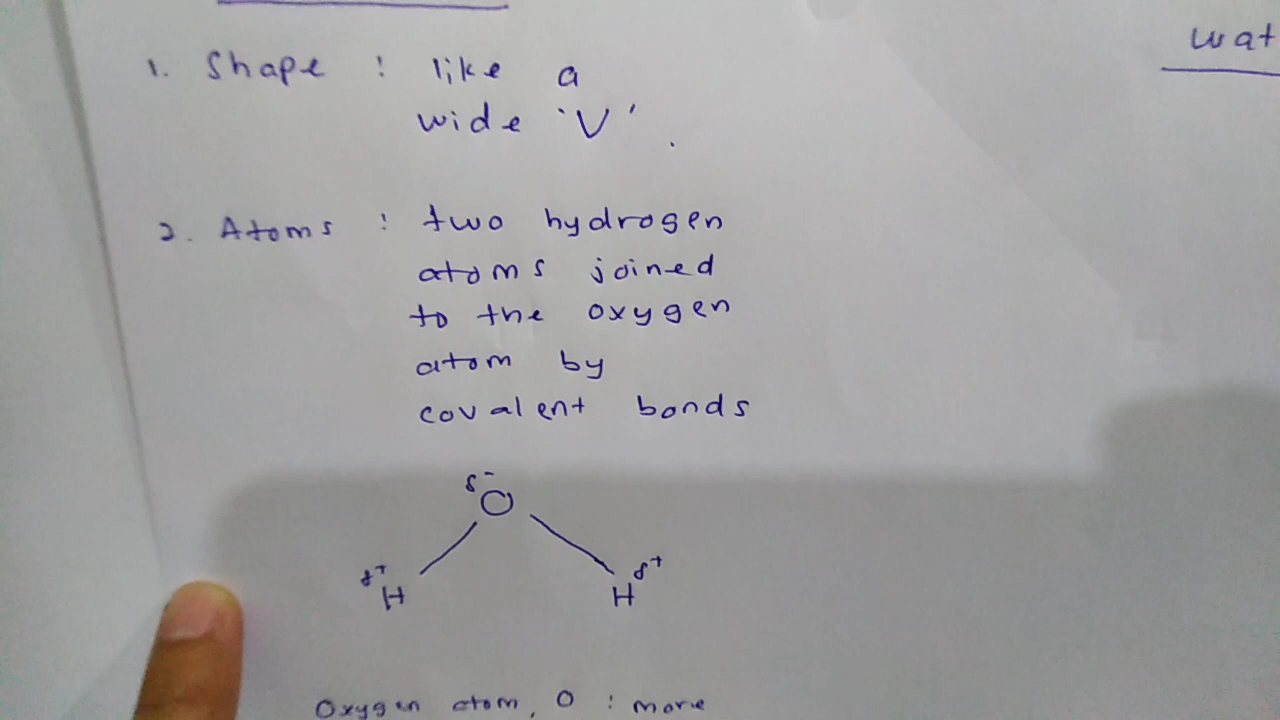 wat
1. Shape : like a
wide 'V'.
2. Atoms : two hydrogen
atoms joined
to the oxygen
atom by
covalent bonds
δ-
O
δ+
H
δ+
H
Oxygen atom, O : more